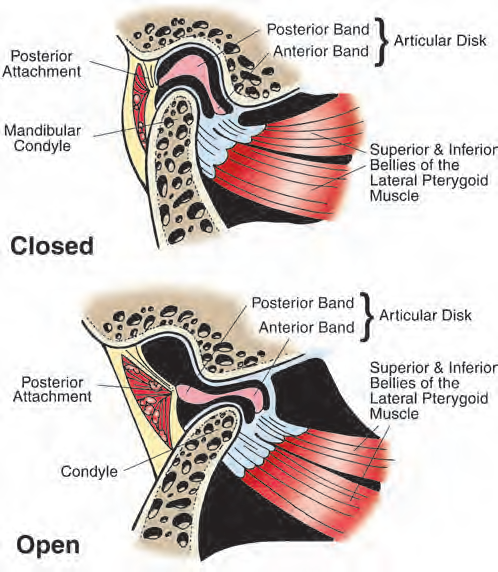 Posterior Band
Anterior Band
} Articular Disk
Posterior
Attachment
Mandibular
Condyle
Superior & Inferior
Bellies of the
Lateral Pterygoid
Muscle
Closed
Posterior Band
Anterior Band
} Articular Disk
Superior & Inferior
Bellies of the
Lateral Pterygoid
Muscle
Posterior
Attachment
Condyle
Open